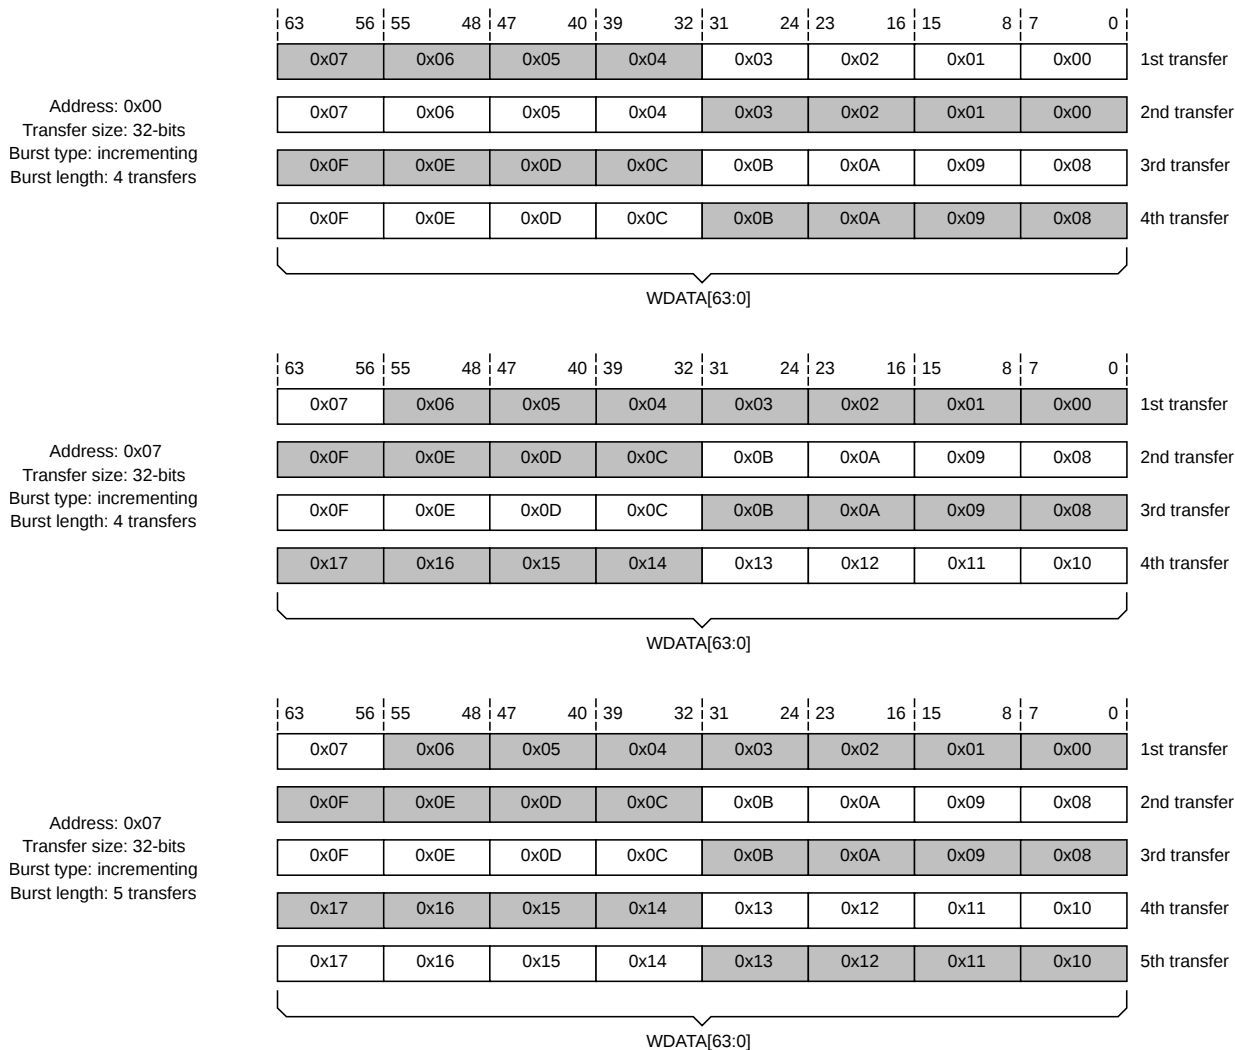 63 56 55 48 47 40 39 32 31 24 23 16 15 8 7 0
0x07 0x06 0x05 0x04 0x03 0x02 0x01 0x00 1st transfer
Address: 0x00
Transfer size: 32-bits
Burst type: incrementing
Burst length: 4 transfers
0x07 0x06 0x05 0x04 0x03 0x02 0x01 0x00 2nd transfer
0x0F 0x0E 0x0D 0x0C 0x0B 0x0A 0x09 0x08 3rd transfer
0x0F 0x0E 0x0D 0x0C 0x0B 0x0A 0x09 0x08 4th transfer
WDATA[63:0]
63 56 55 48 47 40 39 32 31 24 23 16 15 8 7 0
0x07 0x06 0x05 0x04 0x03 0x02 0x01 0x00 1st transfer
Address: 0x07
Transfer size: 32-bits
Burst type: incrementing
Burst length: 4 transfers
0x0F 0x0E 0x0D 0x0C 0x0B 0x0A 0x09 0x08 2nd transfer
0x0F 0x0E 0x0D 0x0C 0x0B 0x0A 0x09 0x08 3rd transfer
0x17 0x16 0x15 0x14 0x13 0x12 0x11 0x10 4th transfer
WDATA[63:0]
63 56 55 48 47 40 39 32 31 24 23 16 15 8 7 0
0x07 0x06 0x05 0x04 0x03 0x02 0x01 0x00 1st transfer
0x0F 0x0E 0x0D 0x0C 0x0B 0x0A 0x09 0x08 2nd transfer
Address: 0x07
Transfer size: 32-bits
Burst type: incrementing
Burst length: 5 transfers
0x0F 0x0E 0x0D 0x0C 0x0B 0x0A 0x09 0x08 3rd transfer
0x17 0x16 0x15 0x14 0x13 0x12 0x11 0x10 4th transfer
0x17 0x16 0x15 0x14 0x13 0x12 0x11 0x10 5th transfer
WDATA[63:0]